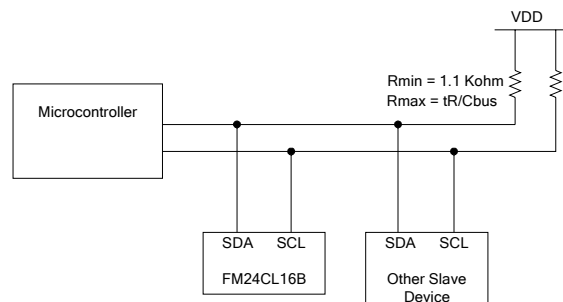 VDD
Rmin = 1.1 Kohm
Rmax = tR/Cbus
Microcontroller
SDA SCL
FM24CL16B
SDA SCL
Other Slave
Device